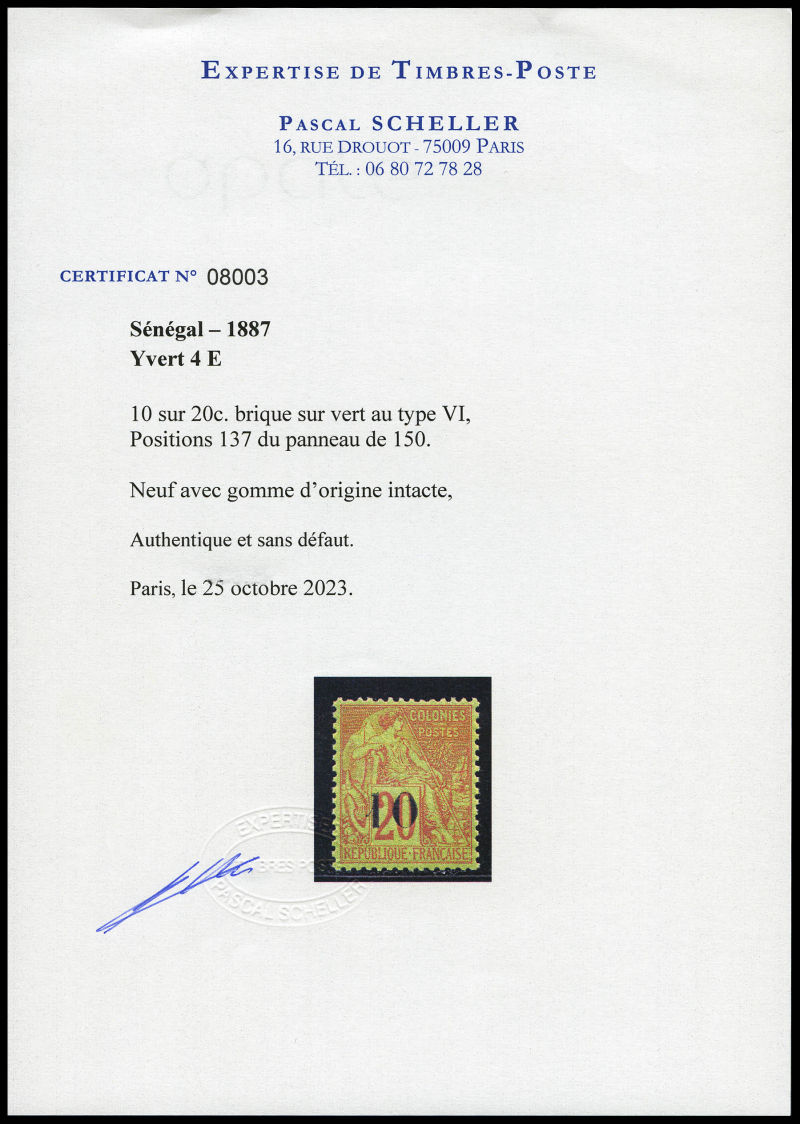 EXPERTISE DE TIMBRES-POSTE
PASCAL SCHELLER
16, RUE DROUOT - 75009 PARIS
TÉL. : 06 80 72 78 28
CERTIFICAT N° 08003
Sénégal – 1887
Yvert 4 E
10 sur 20c. brique sur vert au type VI,
Positions 137 du panneau de 150.
Neuf avec gomme d'origine intacte,
Authentique et sans défaut.
Paris, le 25 octobre 2023.
COLONIES
POSTES
10
20
REPUBLIQUE FRANÇAISE
EXPERTISE
TIMBRES POSTE
PASCAL SCHELLER